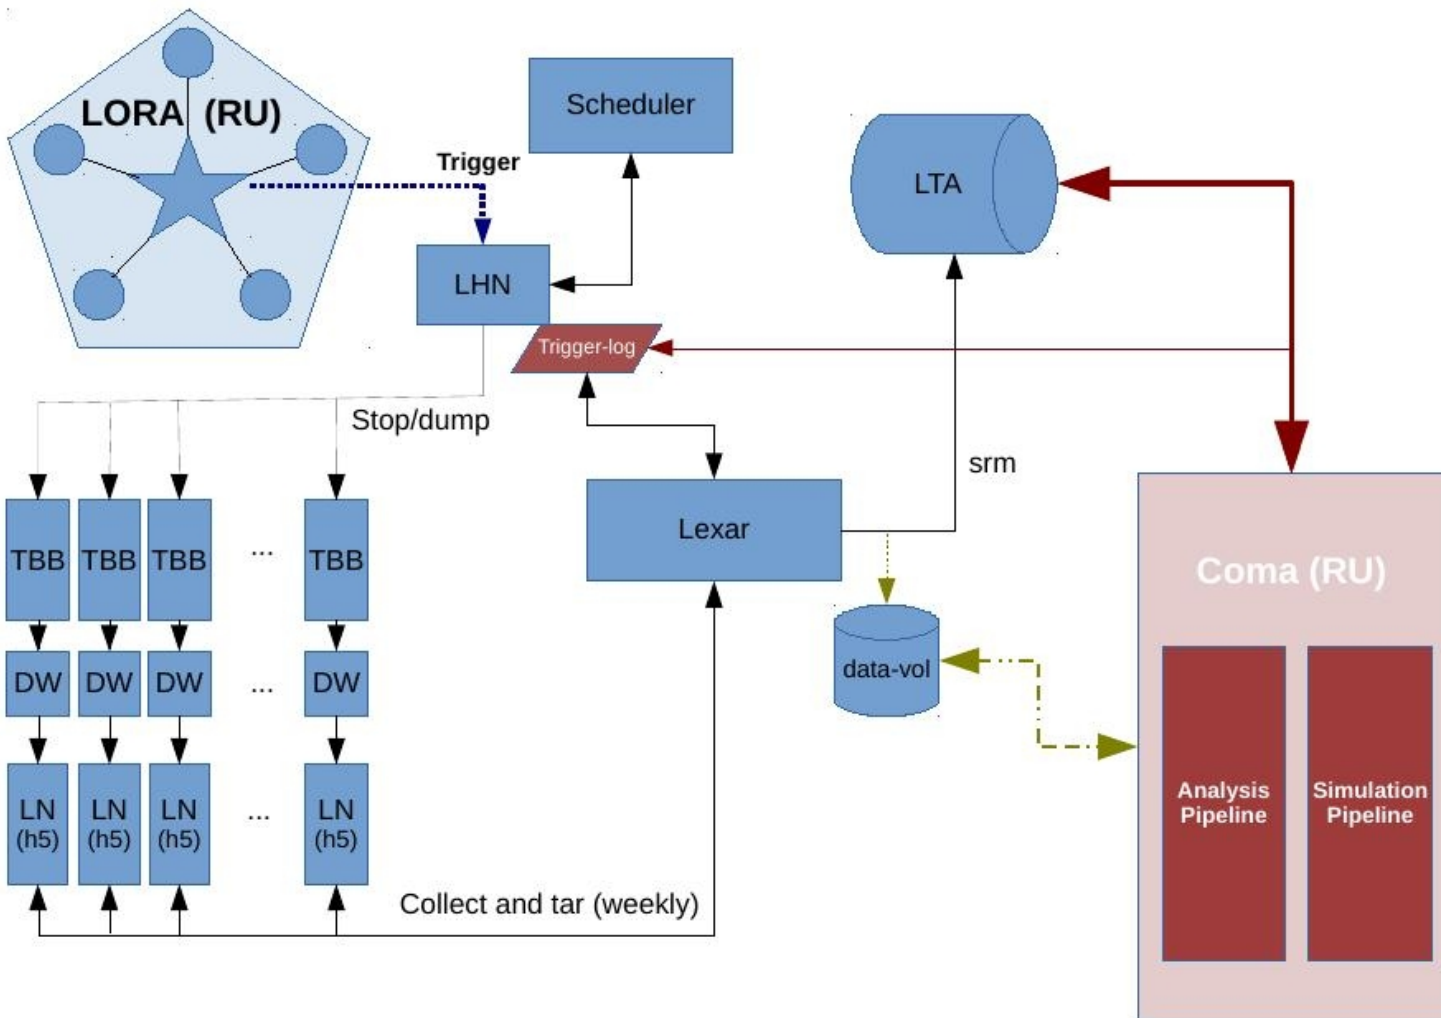 LORA (RU)
Scheduler
Trigger
LTA
LHN
Trigger-log
Stop/dump
srm
Lexar
TBB TBB TBB ... TBB
Coma (RU)
DW DW DW ... DW
data-vol
LN LN LN ... LN
(h5) (h5) (h5) (h5)
Analysis
Pipeline
Simulation
Pipeline
Collect and tar (weekly)